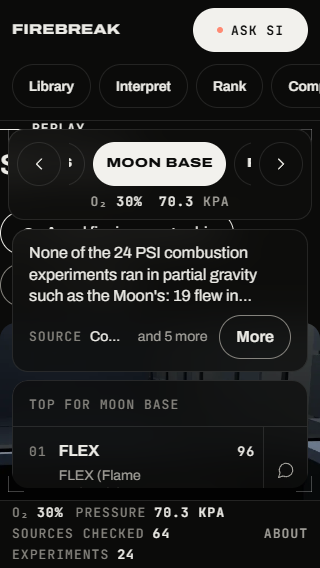 FIREBREAK
ASK SI
Library
Interpret
Rank
REPLAY
MOON BASE
O₂ 30% 70.3 KPA
None of the 24 PSI combustion
experiments ran in partial gravity
such as the Moon's: 19 flew in…
SOURCE Co… and 5 more More
TOP FOR MOON BASE
01 FLEX 96
FLEX (Flame
O₂ 30% PRESSURE 70.3 KPA
SOURCES CHECKED 64 ABOUT
EXPERIMENTS 24